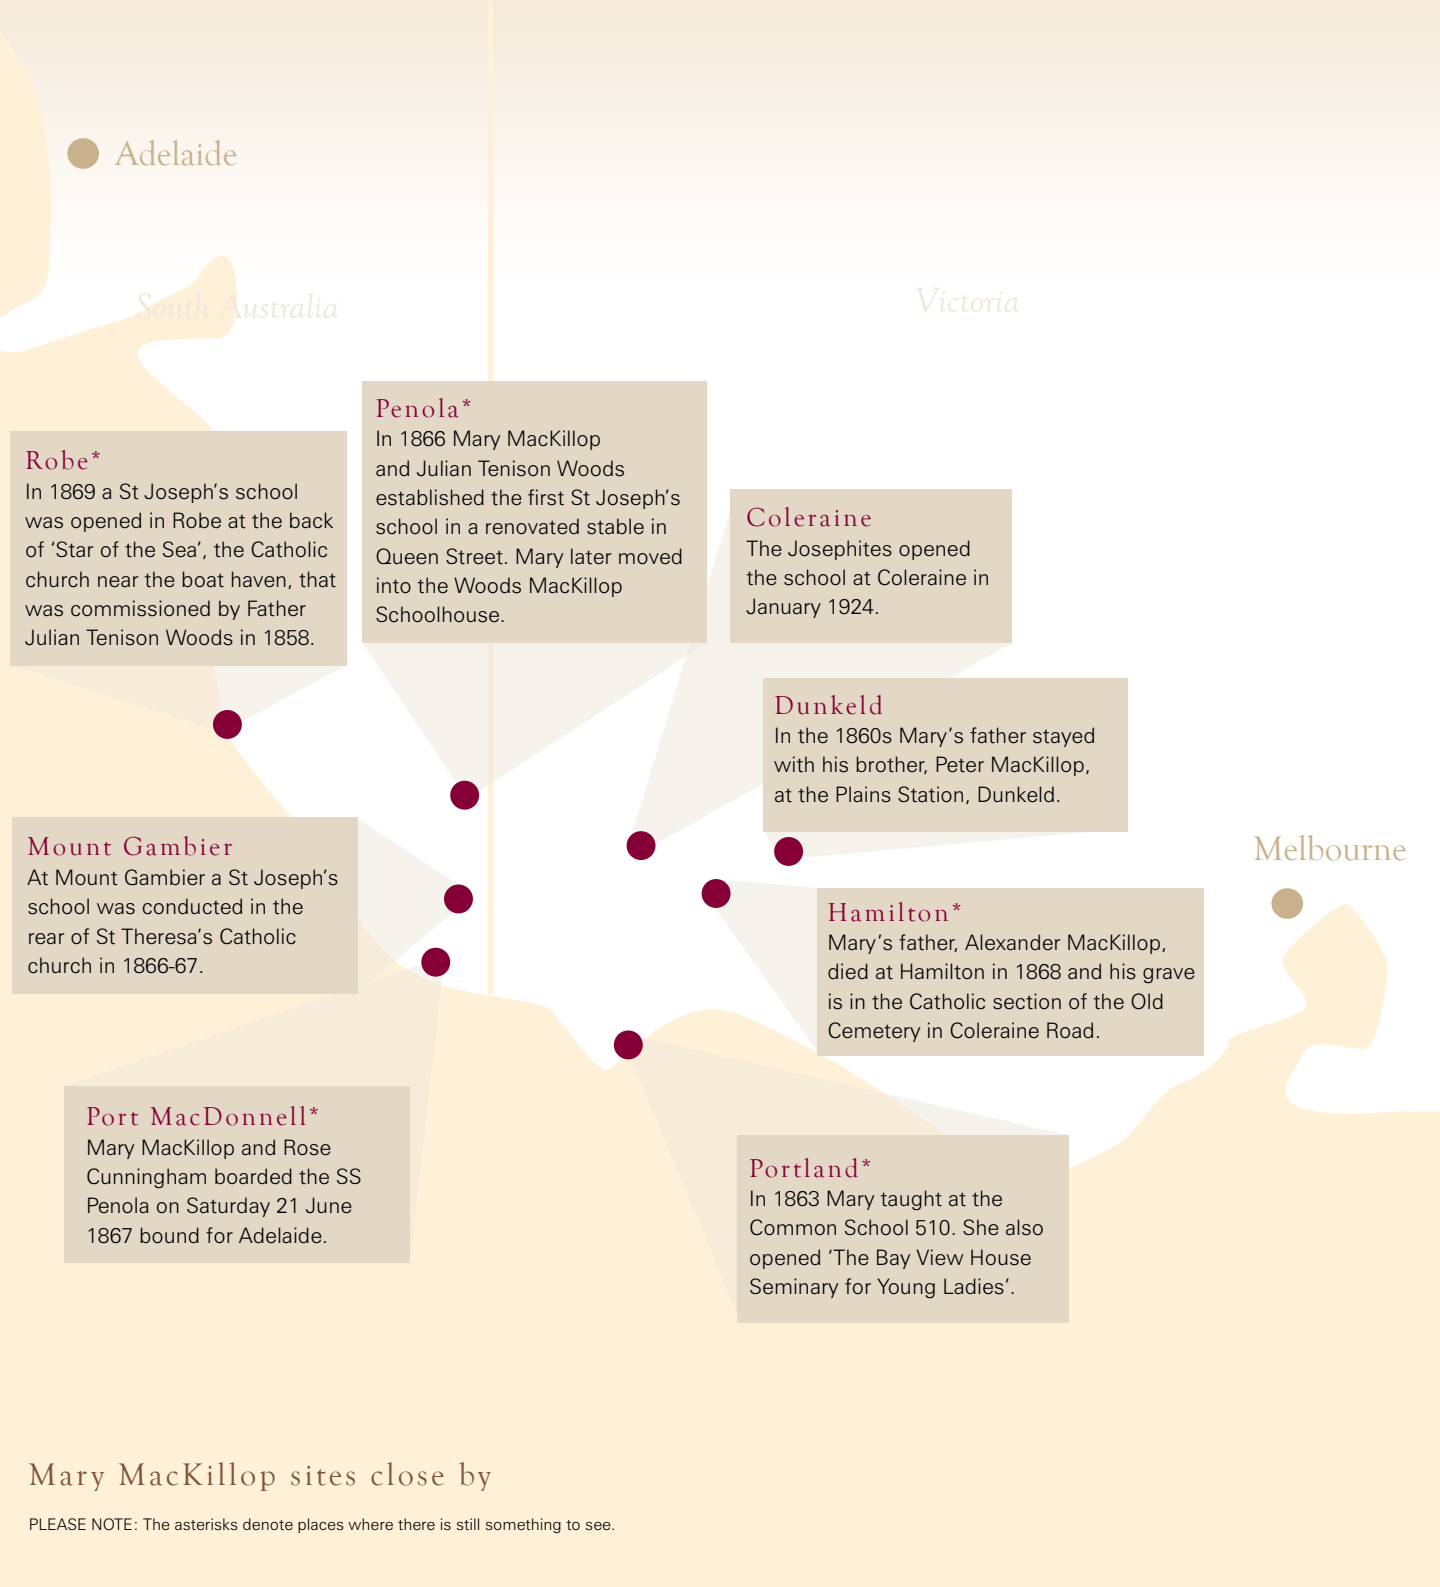 Adelaide
South Australia
Victoria
Penola*
In 1866 Mary MacKillop
and Julian Tenison Woods
established the first St Joseph’s
school in a renovated stable in
Queen Street. Mary later moved
into the Woods MacKillop
Schoolhouse.
Robe*
In 1869 a St Joseph’s school
was opened in Robe at the back
of ‘Star of the Sea’, the Catholic
church near the boat haven, that
was commissioned by Father
Julian Tenison Woods in 1858.
Coleraine
The Josephites opened
the school at Coleraine in
January 1924.
Dunkeld
In the 1860s Mary’s father stayed
with his brother, Peter MacKillop,
at the Plains Station, Dunkeld.
Mount Gambier
At Mount Gambier a St Joseph’s
school was conducted in the
rear of St Theresa’s Catholic
church in 1866-67.
Melbourne
Hamilton*
Mary’s father, Alexander MacKillop,
died at Hamilton in 1868 and his grave
is in the Catholic section of the Old
Cemetery in Coleraine Road.
Port MacDonnell*
Mary MacKillop and Rose
Cunningham boarded the SS
Penola on Saturday 21 June
1867 bound for Adelaide.
Portland*
In 1863 Mary taught at the
Common School 510. She also
opened ‘The Bay View House
Seminary for Young Ladies’.
Mary MacKillop sites close by
PLEASE NOTE: The asterisks denote places where there is still something to see.